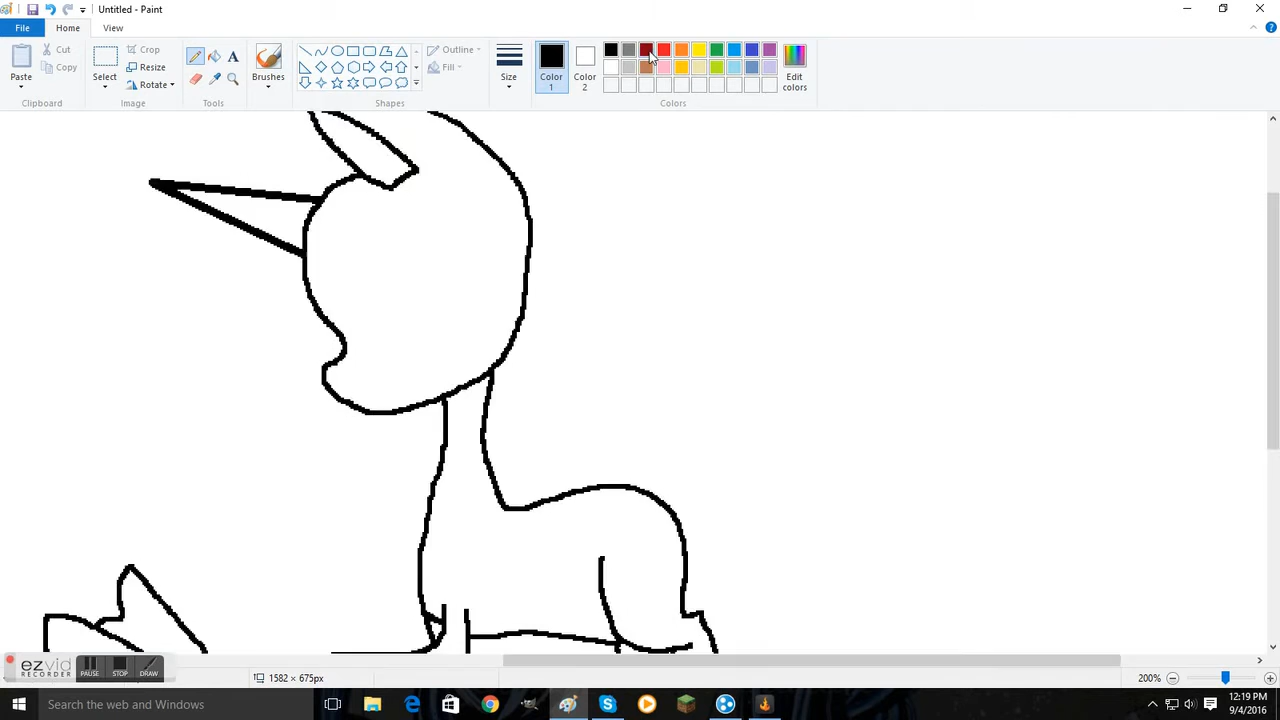 Untitled - Paint
File
Home
View
Paste
Cut
Copy
Clipboard
Select
Crop
Resize
Rotate
Image
A
Tools
Brushes
Outline
Fill
Shapes
Size
Color 1
Color 2
Edit colors
Colors
ezvid
RECORDER
PAUSE
STOP
DRAW
1582 × 675px
200%
Search the web and Windows
12:19 PM
9/4/2016